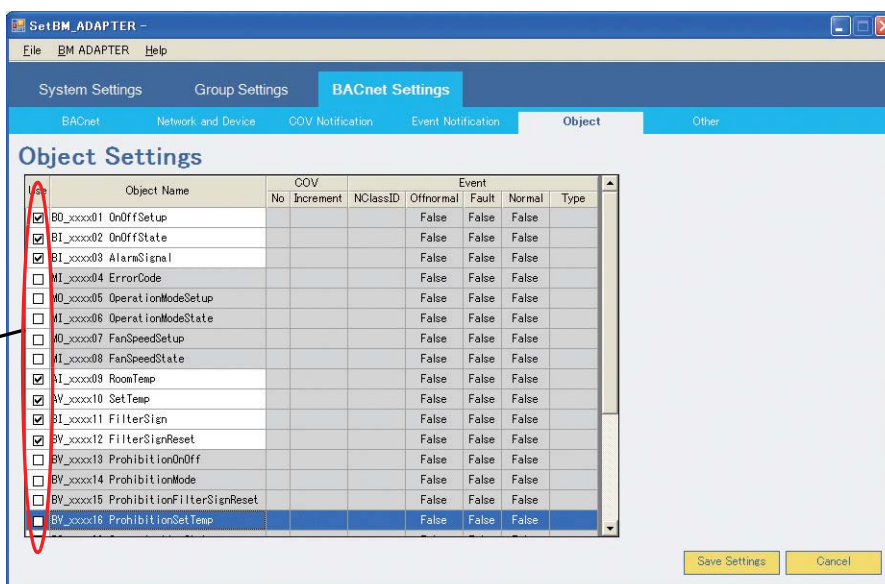 SetBM_ADAPTER -
File BM ADAPTER Help
System Settings Group Settings BACnet Settings
BACnet Network and Device COV Notification Event Notification Object Other
Object Settings
Use Object Name COV Event
No Increment NClassID Offnormal Fault Normal Type
BO_xxxx01 OnOffSetup False False False
BI_xxxx02 OnOffState False False False
BI_xxxx03 AlarmSignal False False False
MI_xxxx04 ErrorCode False False False
MO_xxxx05 OperationModeSetup False False False
MI_xxxx06 OperationModeState False False False
MO_xxxx07 FanSpeedSetup False False False
MI_xxxx08 FanSpeedState False False False
AI_xxxx09 RoomTemp False False False
AV_xxxx10 SetTemp False False False
BI_xxxx11 FilterSign False False False
BV_xxxx12 FilterSignReset False False False
BV_xxxx13 ProhibitionOnOff False False False
BV_xxxx14 ProhibitionMode False False False
BV_xxxx15 ProhibitionFilterSignReset False False False
BV_xxxx16 ProhibitionSetTemp False False False
Save Settings Cancel